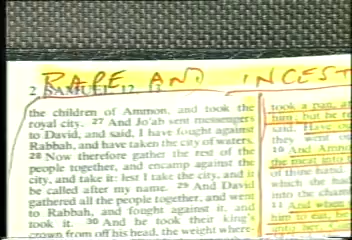 RAPE AND INCEST
2 SAMUEL 12 13
the children of Ammon, and took the
royal city. 27 And Jo'ab sent messengers
to David, and said, I have fought against
Rabbah, and have taken the city of waters.
28 Now therefore gather the rest of the
people together, and encamp against the
city, and take it: lest I take the city, and it
be called after my name. 29 And David
gathered all the people together, and went
to Rabbah, and fought against it, and
took it. 30 And he took their king's
crown from off his head, the weight where-
took a pan, a
him; but he r
said, Have ou
they went ou
10 And Amno
the meat into t
of thine hand.
which she had
into the cham
11 And when
him to eat, he
unto her, C